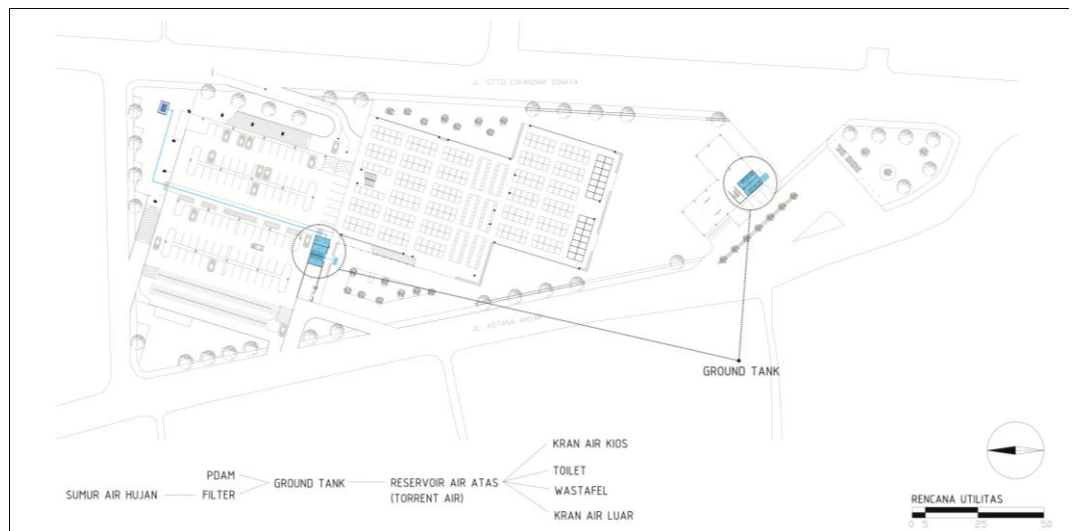 JL. OTTO ISKANDAR DINATA
JL. ASTANA ANYAR
GROUND TANK
KRAN AIR KIOS
PDAM
TOILET
SUMUR AIR HUJAN
FILTER
GROUND TANK
RESERVOIR AIR ATAS
(TORRENT AIR)
WASTAFEL
KRAN AIR LUAR
RENCANA UTILITAS
0 5 25 50